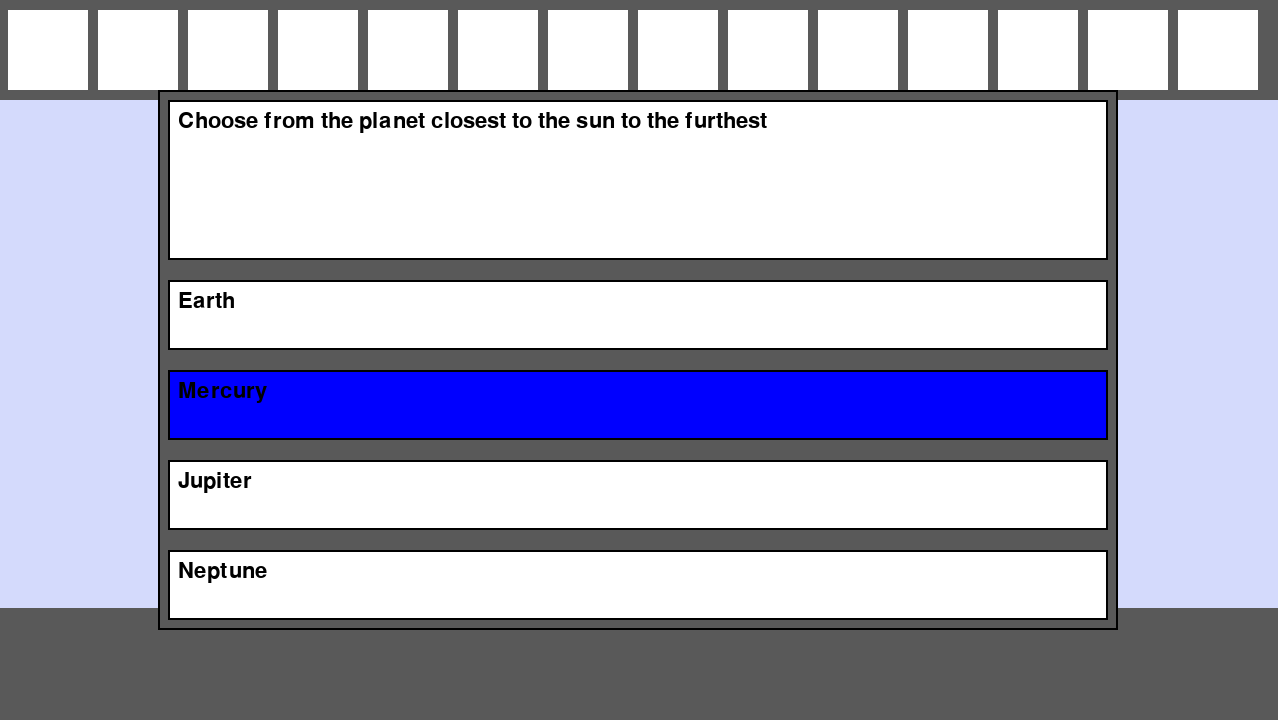 Choose from the planet closest to the sun to the furthest
Earth
Mercury
Jupiter
Neptune